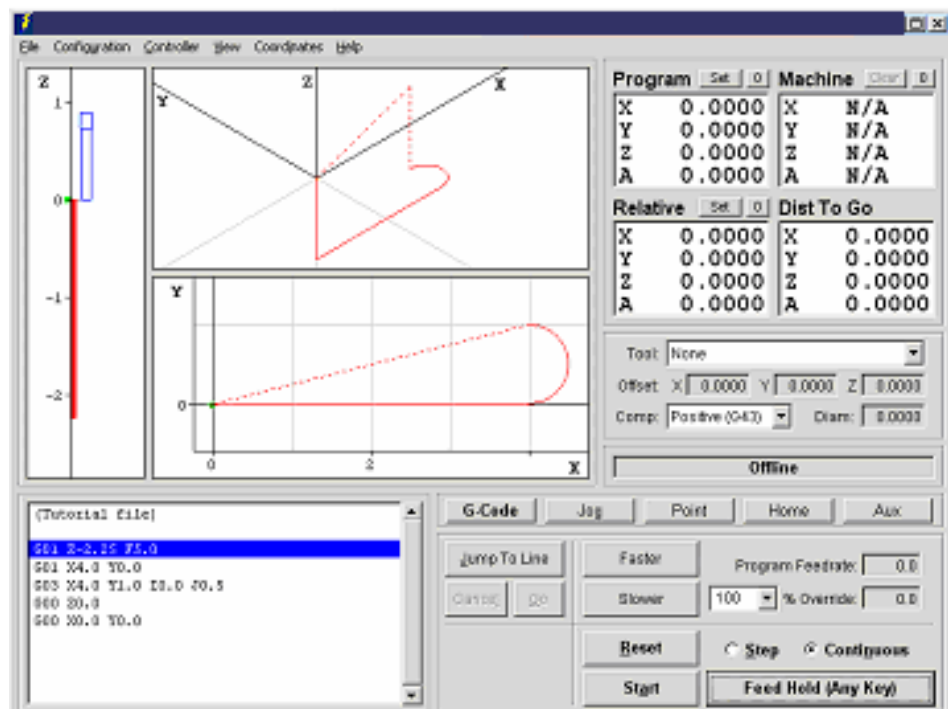 File Configuration Controller View Coordinates Help
Z
1
0
-1
-2
Z
Y
X
Y
0
0
2
X
Program Set 0
X 0.0000
Y 0.0000
Z 0.0000
A 0.0000
Machine Clear 0
X N/A
Y N/A
Z N/A
A N/A
Relative Set 0
X 0.0000
Y 0.0000
Z 0.0000
A 0.0000
Dist To Go
X 0.0000
Y 0.0000
Z 0.0000
A 0.0000
Tool: None
Offset: X 0.0000 Y 0.0000 Z 0.0000
Comp: Positive (G43) Diam: 0.0000
Offline
(Tutorial file)
G01 Z-2.25 F5.0
G01 X4.0 Y0.0
G03 X4.0 Y1.0 I0.0 J0.5
G00 Z0.0
G00 X0.0 Y0.0
G-Code Jog Point Home Aux
Jump To Line
Cancel Go
Faster
Slower
Program Feedrate: 0.0
100 % Override: 0.0
Reset
Step Contiguous
Start
Feed Hold (Any Key)